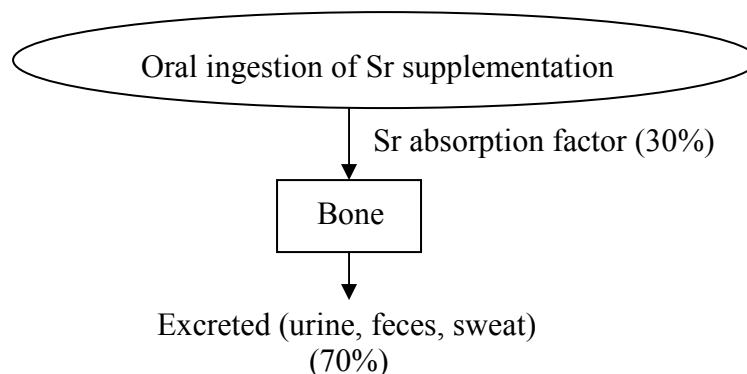 Oral ingestion of Sr supplementation
Sr absorption factor (30%)
Bone
Excreted (urine, feces, sweat)
(70%)